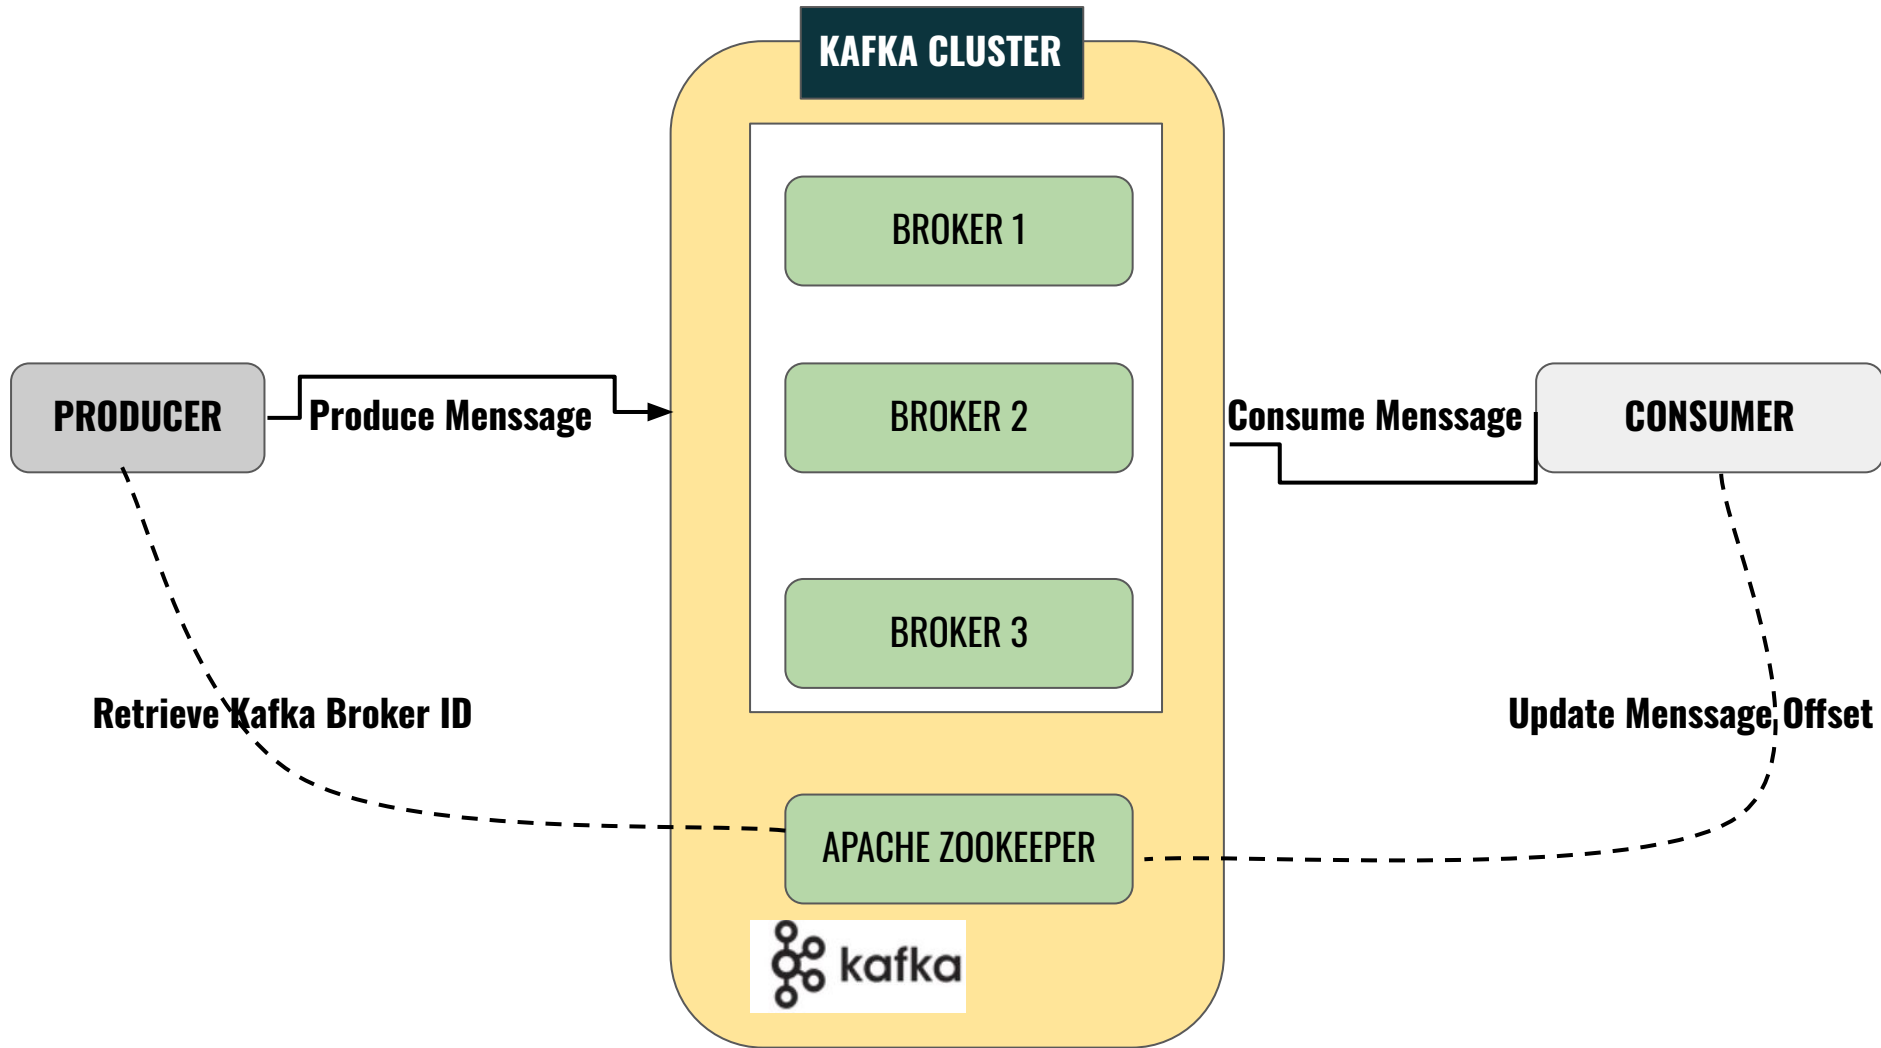 KAFKA CLUSTER
BROKER 1
PRODUCER
Produce Menssage
BROKER 2
Consume Menssage
CONSUMER
BROKER 3
Retrieve Kafka Broker ID
Update Menssage Offset
APACHE ZOOKEEPER
kafka